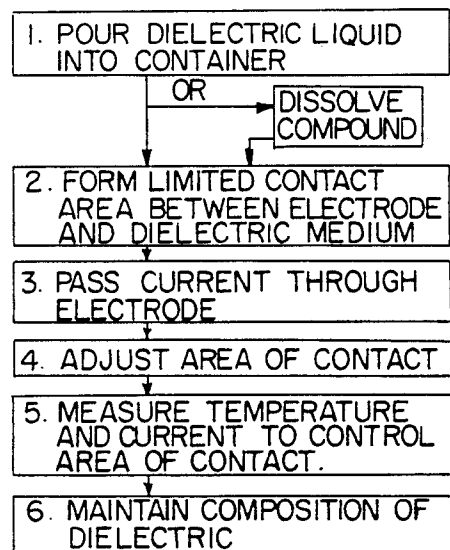 1. POUR DIELECTRIC LIQUID
INTO CONTAINER
OR
DISSOLVE
COMPOUND
2. FORM LIMITED CONTACT
AREA BETWEEN ELECTRODE
AND DIELECTRIC MEDIUM
3. PASS CURRENT THROUGH
ELECTRODE
4. ADJUST AREA OF CONTACT
5. MEASURE TEMPERATURE
AND CURRENT TO CONTROL
AREA OF CONTACT.
6. MAINTAIN COMPOSITION OF
DIELECTRIC